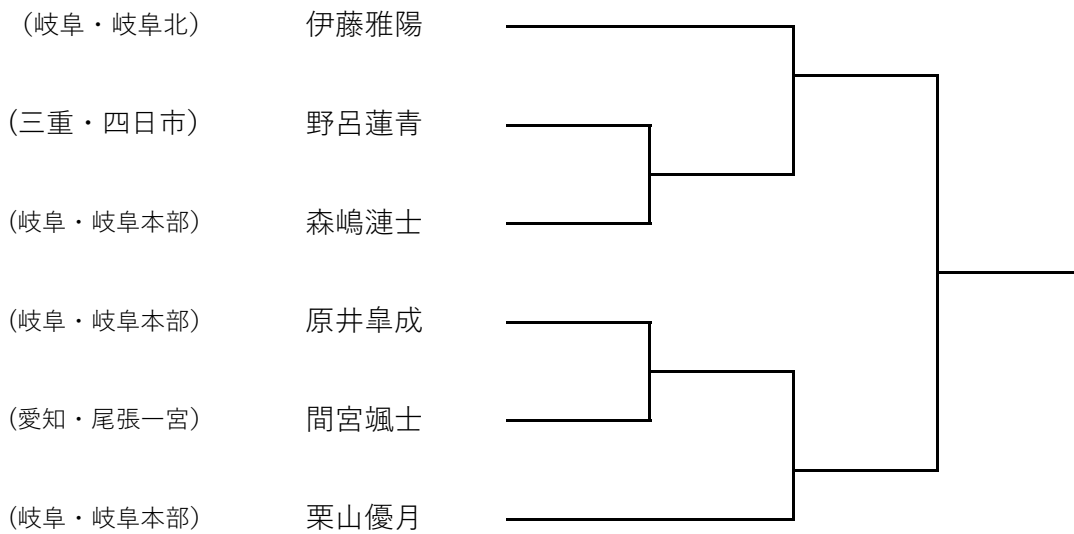 (岐阜・岐阜北) 伊藤雅陽
(三重・四日市) 野呂蓮青
(岐阜・岐阜本部) 森嶋漣士
(岐阜・岐阜本部) 原井皐成
(愛知・尾張一宮) 間宮颯士
(岐阜・岐阜本部) 栗山優月